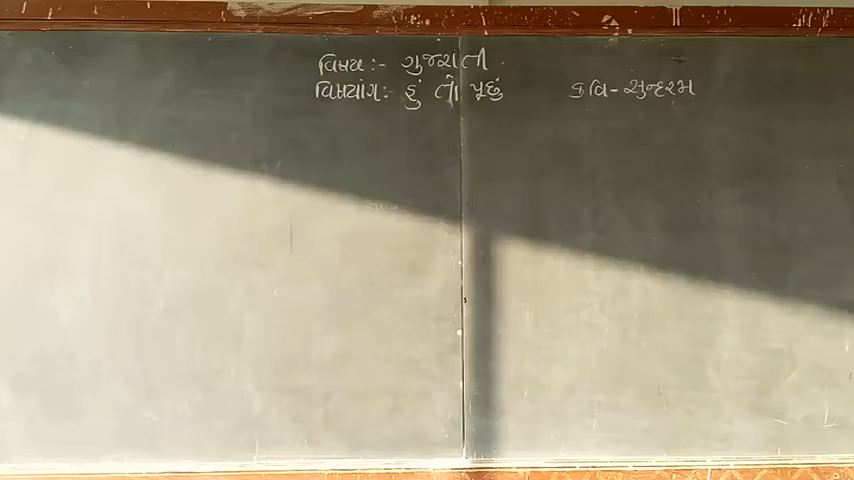 વિષય :- ગુજરાતી
વિષયાંગ :- હું તો પૂછું કવિ - સુન્દરમ